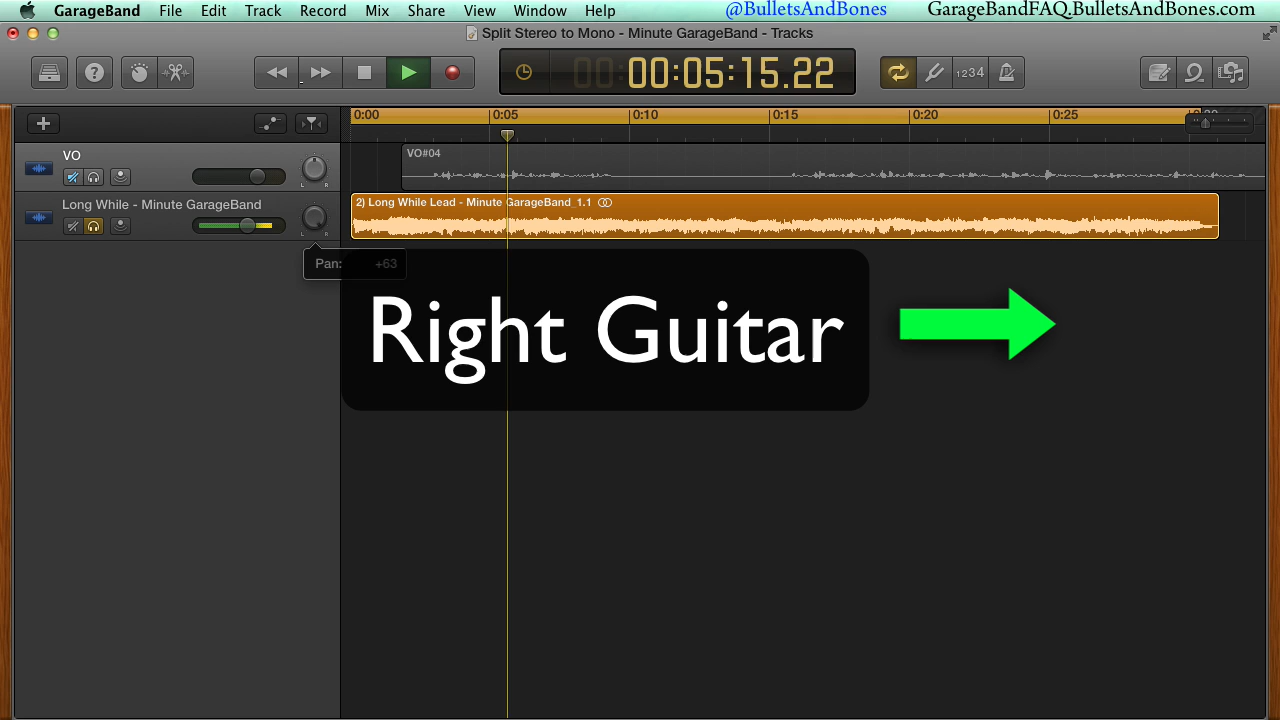 GarageBand File Edit Track Record Mix Share View Window Help @BulletsAndBones GarageBandFAQ.BulletsAndBones.com
Split Stereo to Mono - Minute GarageBand - Tracks
00:00:05:15.22
1234
0:00 0:05 0:10 0:15 0:20 0:25
VO
VO#04
L R
Long While - Minute GarageBand
2) Long While Lead - Minute GarageBand_1.1
L R
Pan: +63
Right Guitar